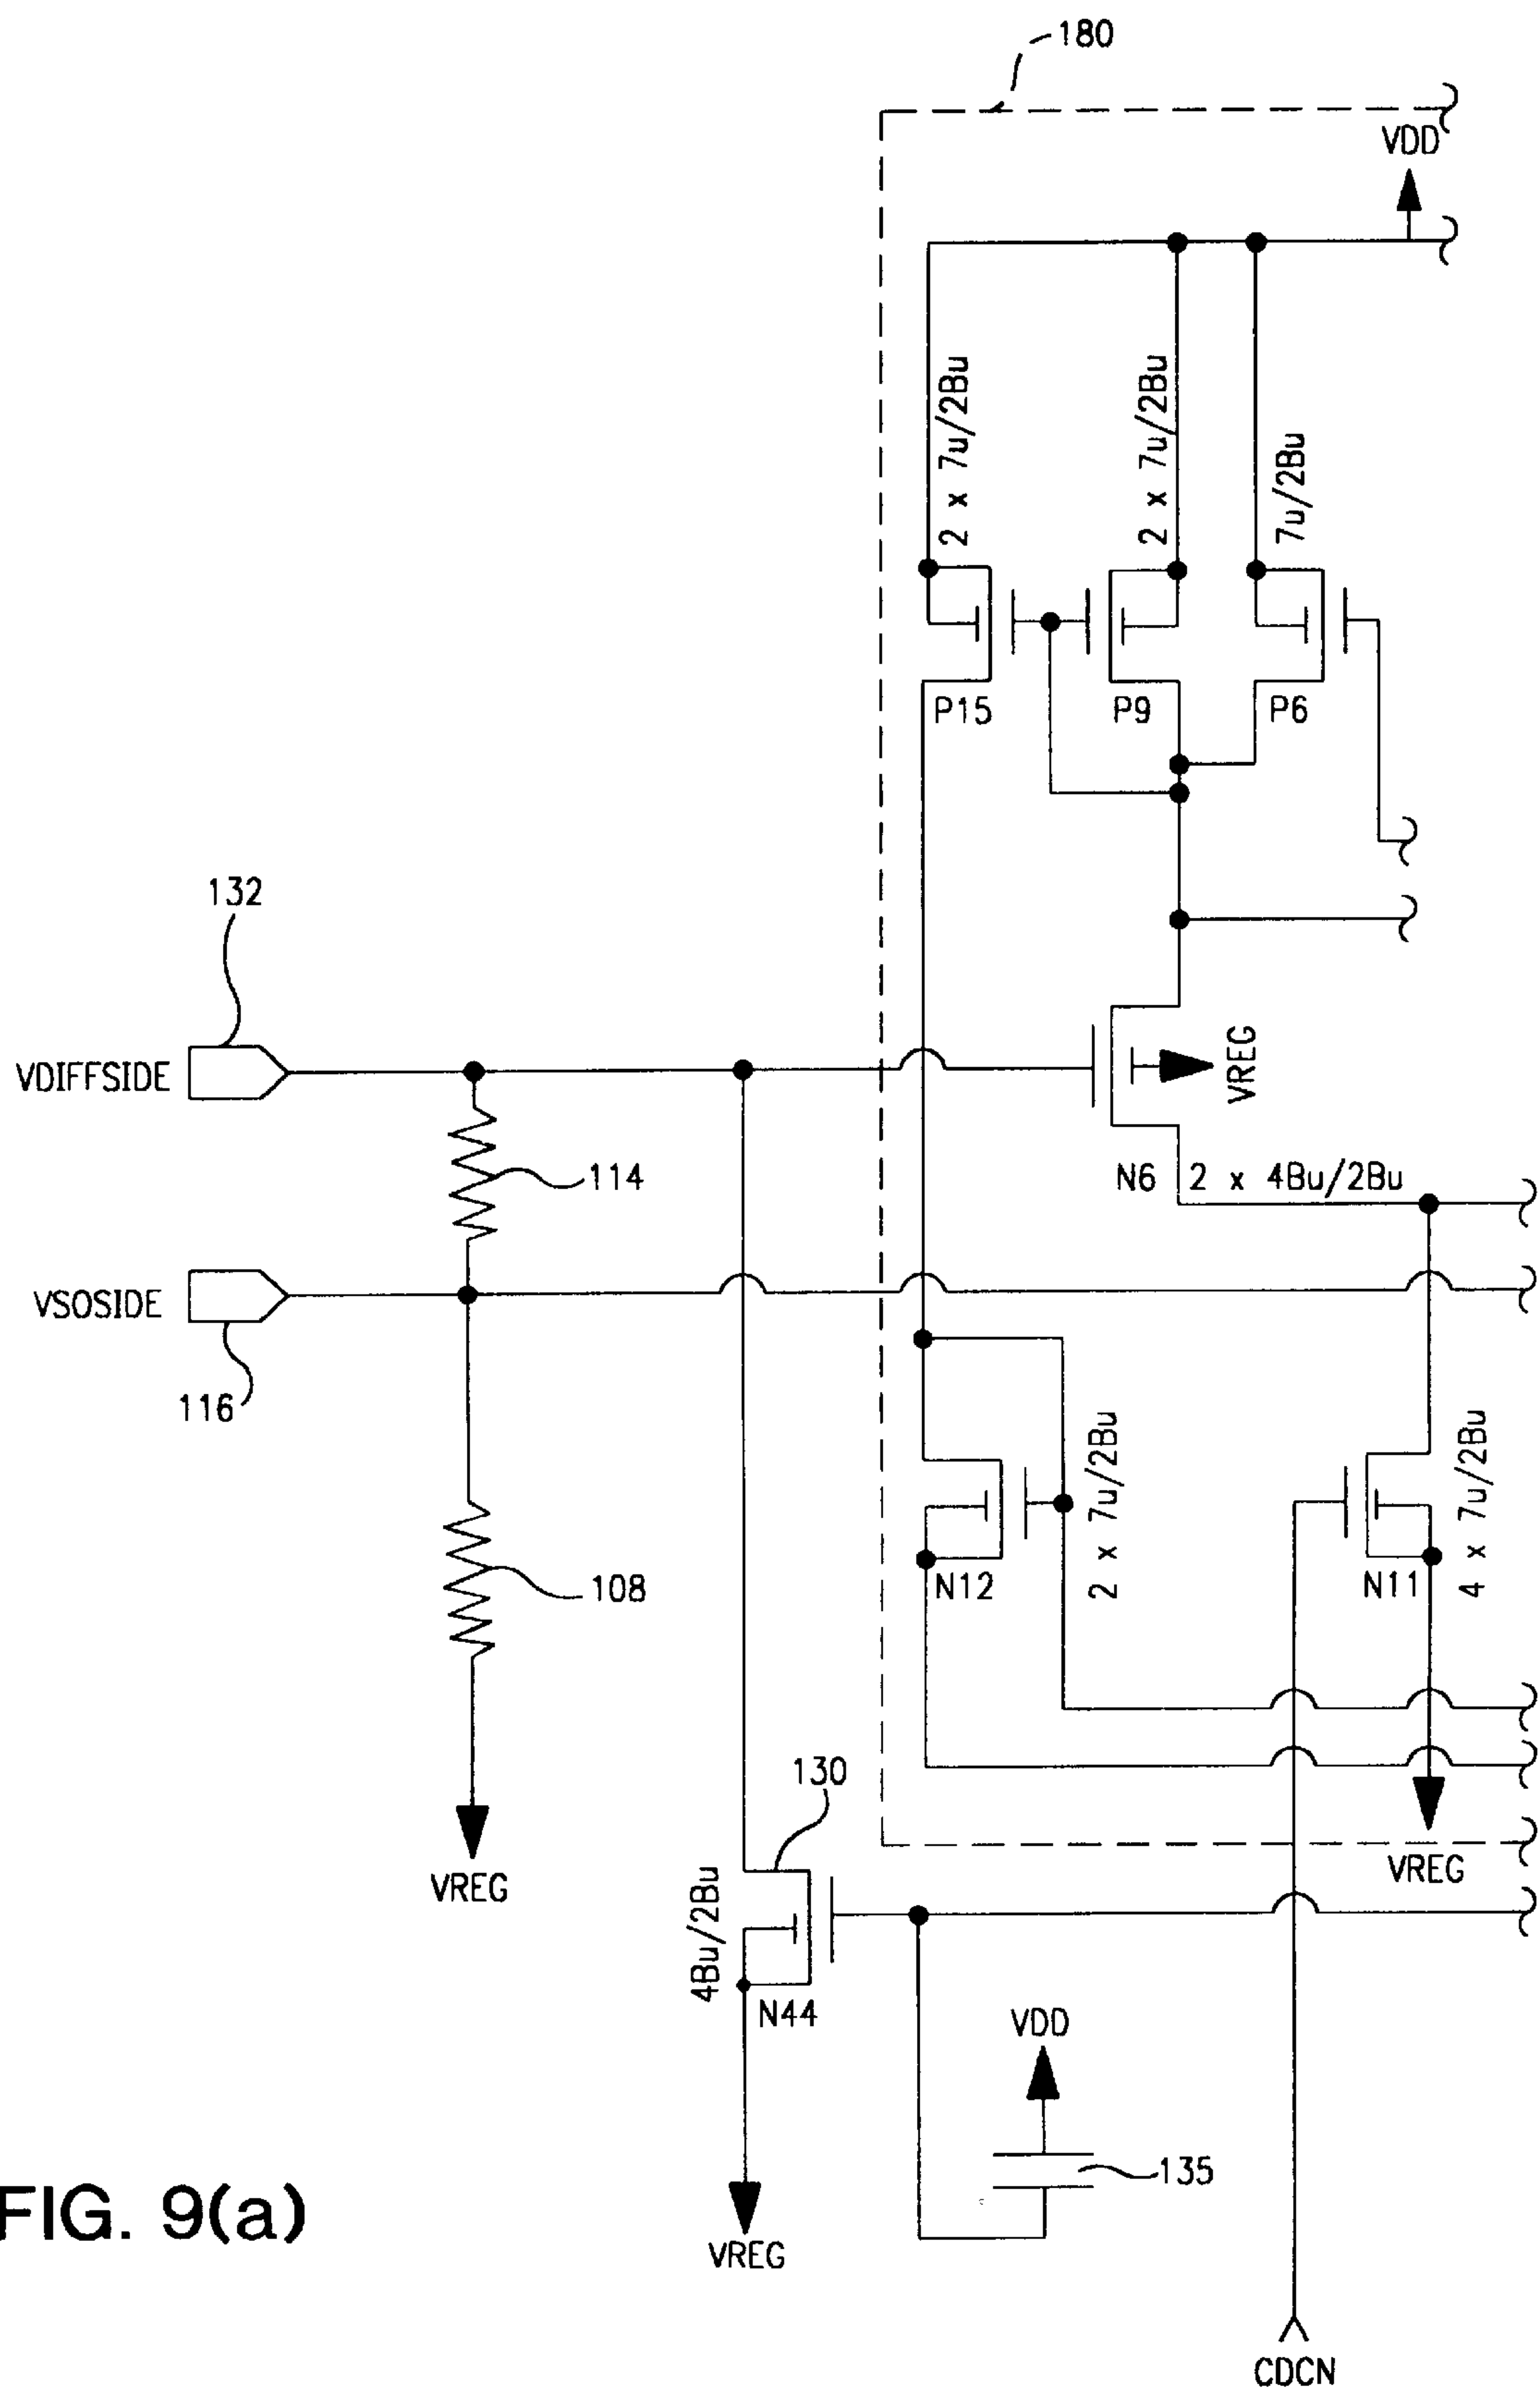 180
VDD
2 x 7u/2Bu
2 x 7u/2Bu
7u/2Bu
P15
P9
P6
132
VDIFFSIDE
VREG
114
N6
2 x 4Bu/2Bu
VSOSIDE
116
2 x 7u/2Bu
4 x 7u/2Bu
108
N12
N11
130
VREG
VREG
4Bu/2Bu
N44
VDD
135
VREG
FIG. 9(a)
CDCN